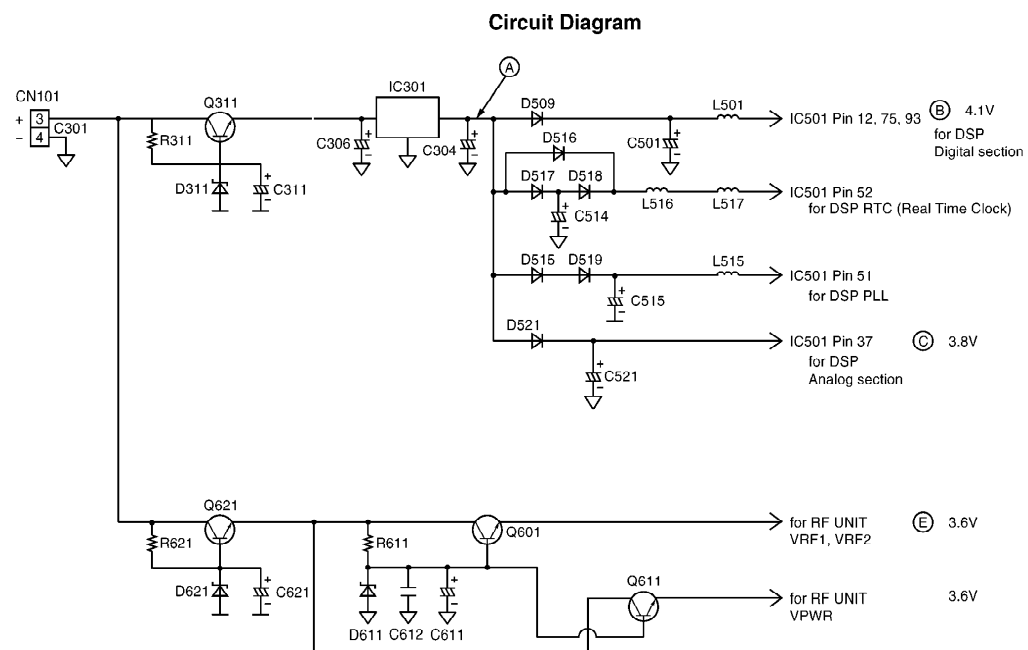 Circuit Diagram
A
CN101
+ 3 C301
− 4
Q311
IC301
D509
L501
IC501 Pin 12, 75, 93 B 4.1V
for DSP
Digital section
R311
C306
C304
D516
C501
D311
C311
D517 D518
L516 L517
IC501 Pin 52
for DSP RTC (Real Time Clock)
C514
D515 D519
L515
IC501 Pin 51
for DSP PLL
C515
D521
IC501 Pin 37 C 3.8V
for DSP
Analog section
C521
Q621
Q601
for RF UNIT E 3.6V
VRF1, VRF2
R621
R611
D621
C621
D611 C612 C611
Q611
for RF UNIT 3.6V
VPWR